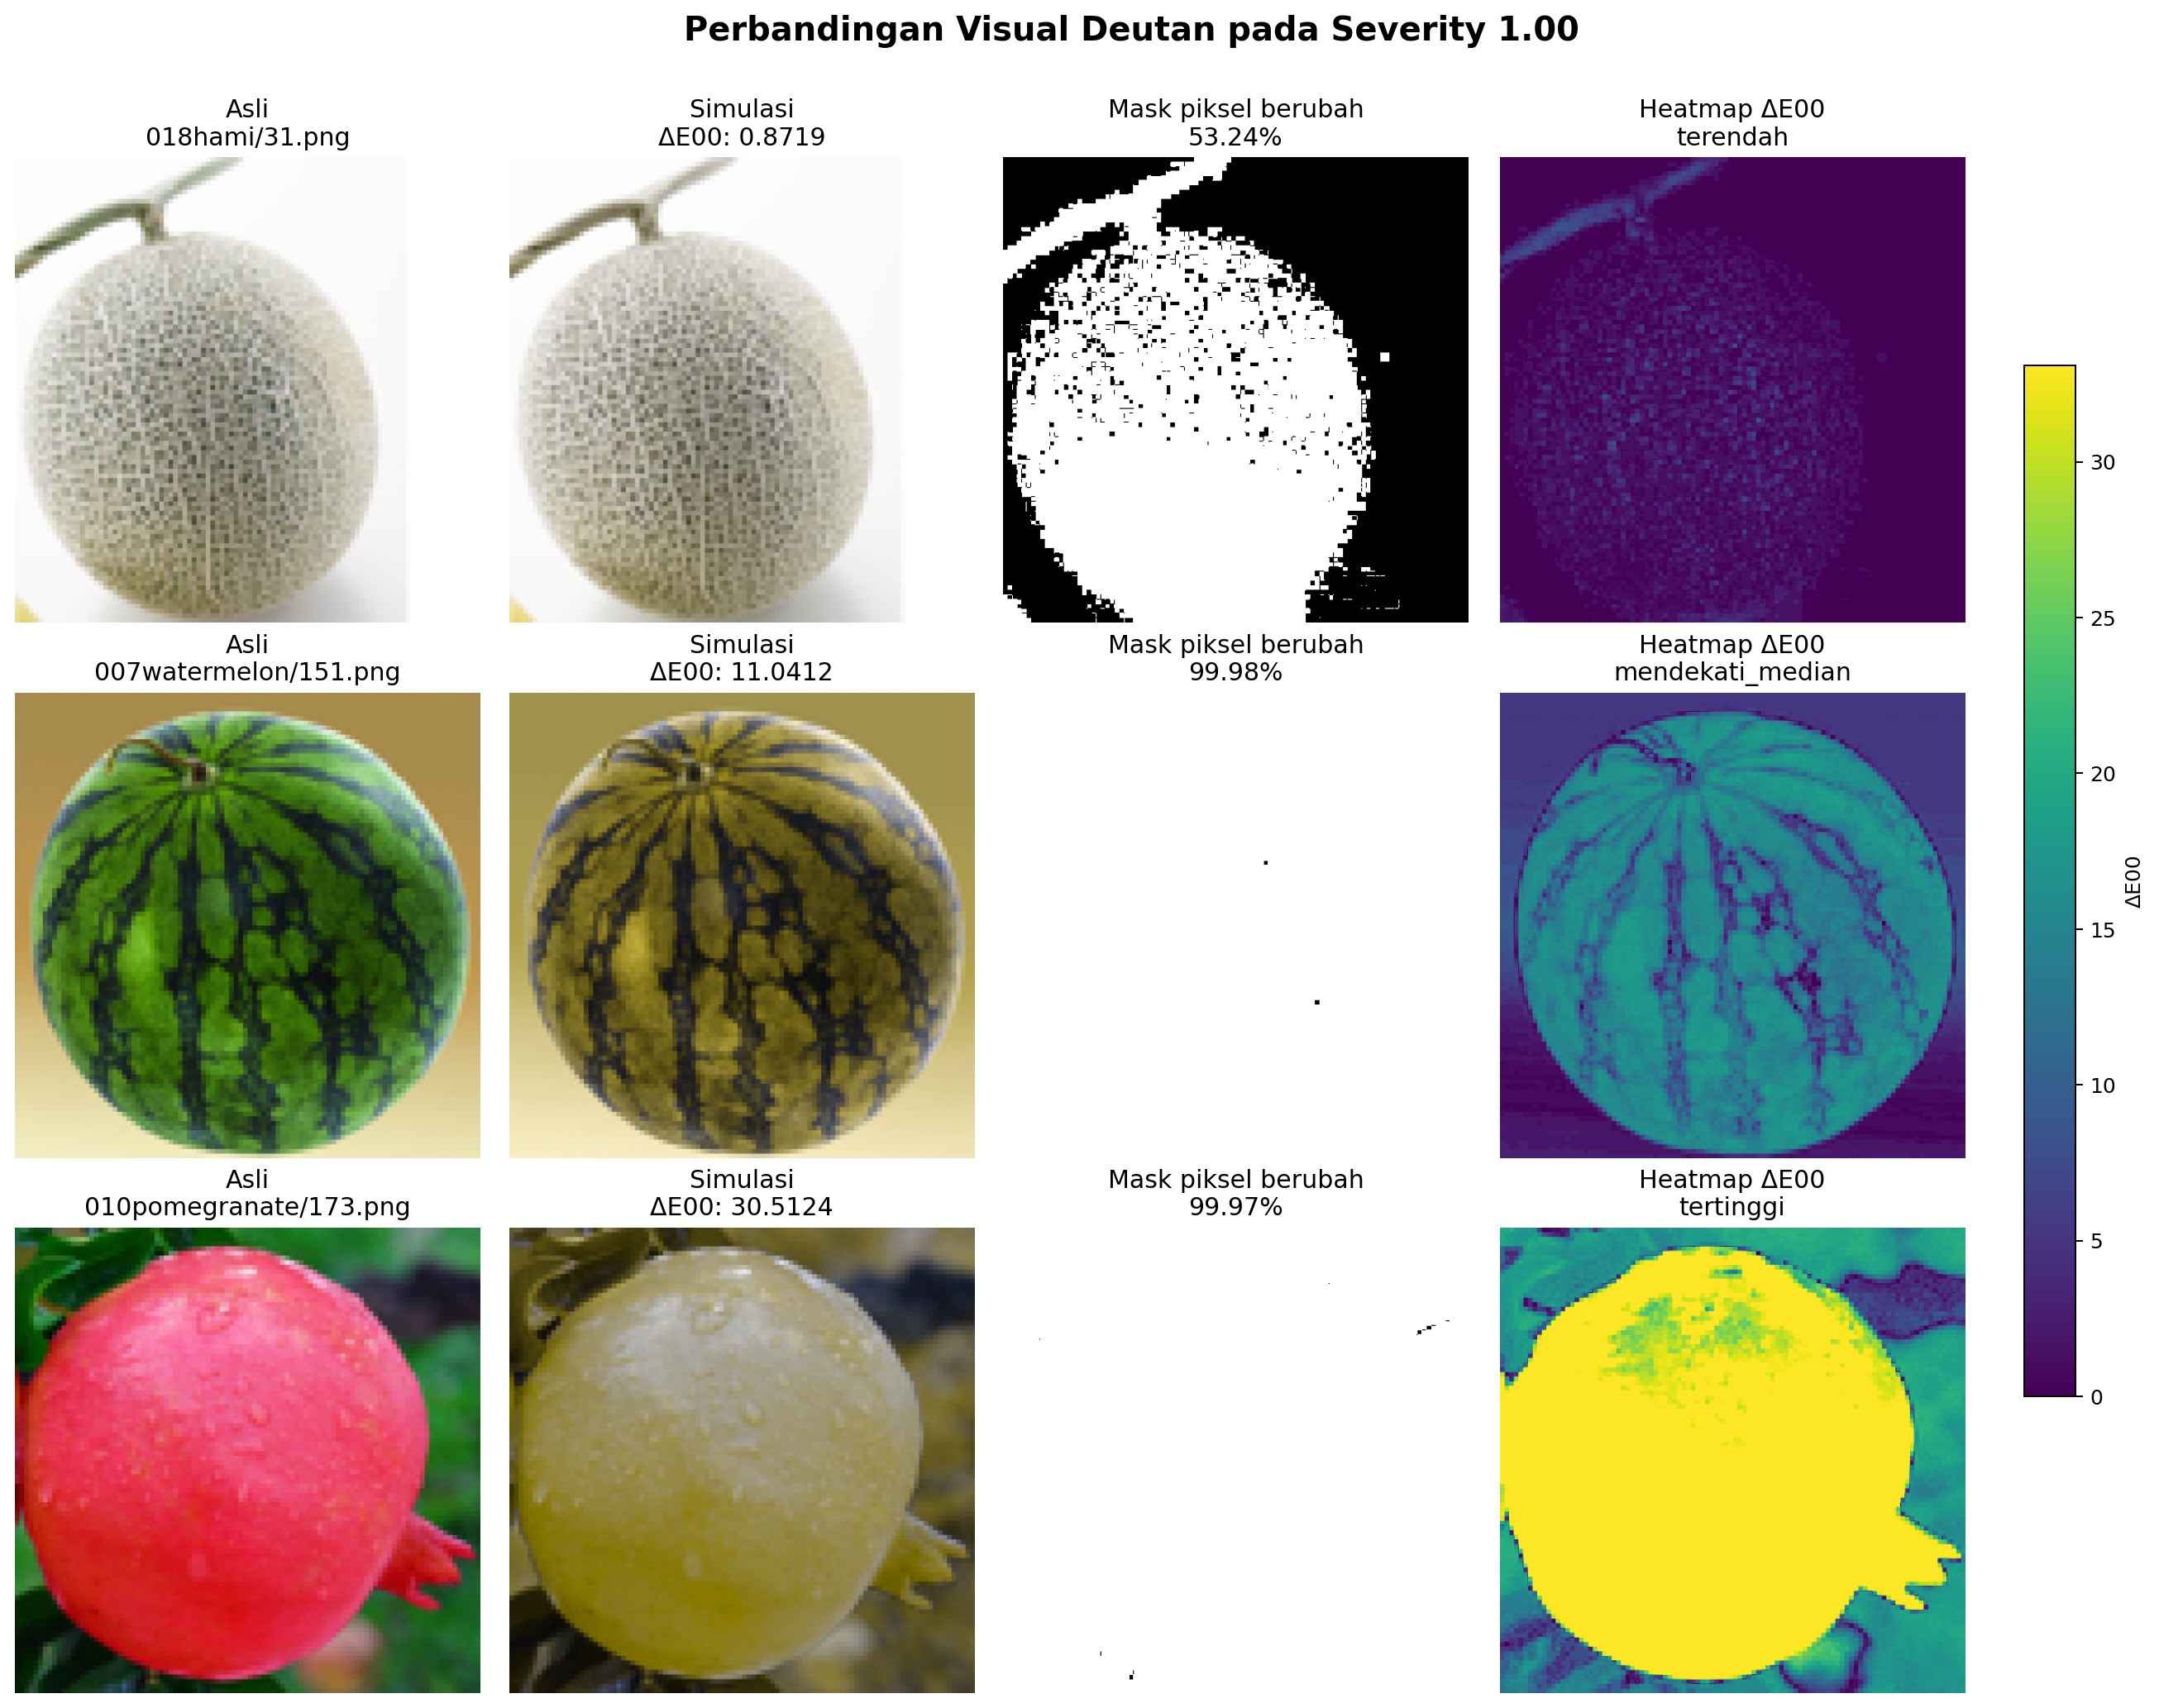 Perbandingan Visual Deutan pada Severity 1.00
Asli
018hami/31.png
Simulasi
ΔE00: 0.8719
Mask piksel berubah
53.24%
Heatmap ΔE00
terendah
Asli
007watermelon/151.png
Simulasi
ΔE00: 11.0412
Mask piksel berubah
99.98%
Heatmap ΔE00
mendekati_median
Asli
010pomegranate/173.png
Simulasi
ΔE00: 30.5124
Mask piksel berubah
99.97%
Heatmap ΔE00
tertinggi
30
25
20
15
10
5
0
ΔE00